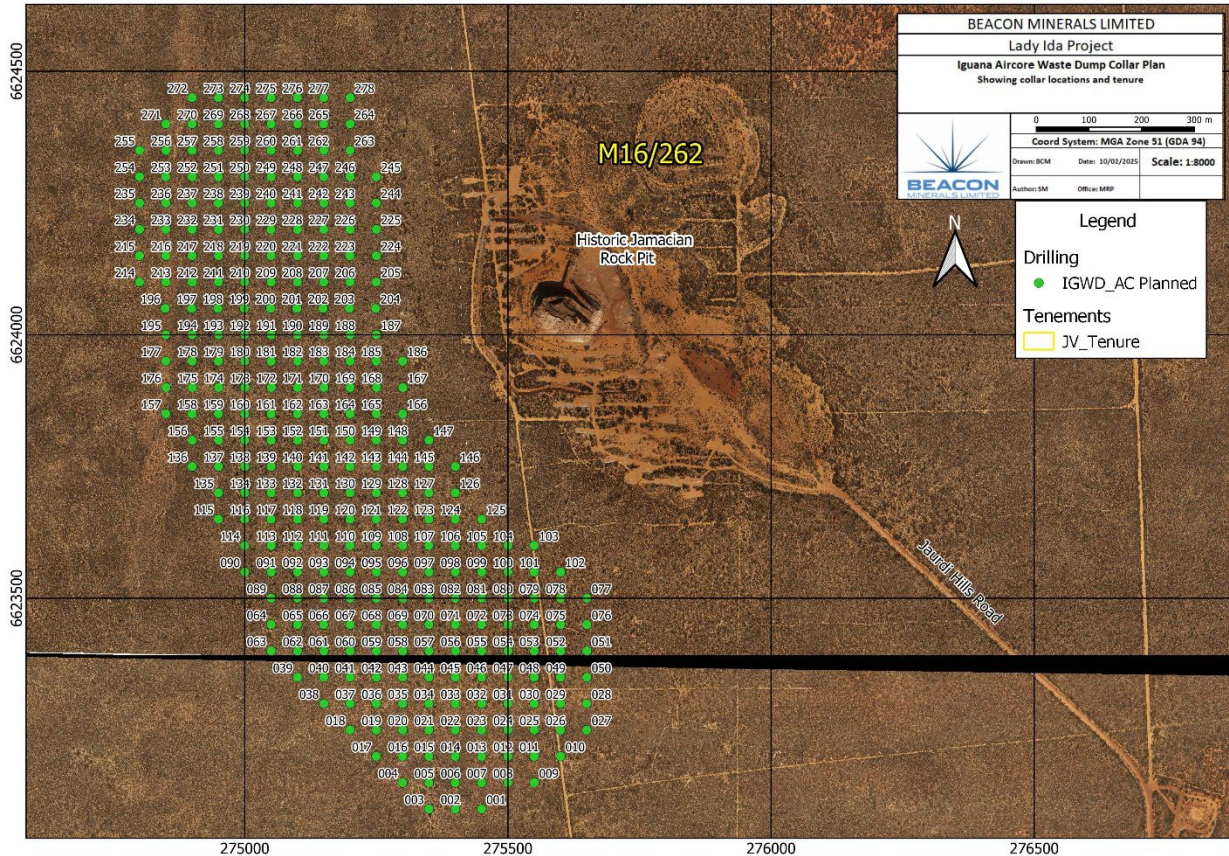 BEACON MINERALS LIMITED
Lady Ida Project
Iguana Aircore Waste Dump Collar Plan
Showing collar locations and tenure
0 100 200 300 m
Coord System: MGA Zone 51 (GDA 94)
Drawn: BCM Date: 10/02/2025 Scale: 1:8000
Author: SM Office: MRP
BEACON
MINERALS LIMITED
N
Legend
Drilling
IGWD_AC Planned
Tenements
JV_Tenure
M16/262
Historic Jamacian
Rock Pit
Jaurdi Hills Road
6624500
6624000
6623500
272 273 274 275 276 277 278
271 270 269 268 267 266 265 264
255 256 257 258 259 260 261 262 263
254 253 252 251 250 249 248 247 246 245
235 236 237 238 239 240 241 242 243 244
234 233 232 231 230 229 228 227 226 225
215 216 217 218 219 220 221 222 223 224
214 213 212 211 210 209 208 207 206 205
196 197 198 199 200 201 202 203 204
195 194 193 192 191 190 189 188 187
177 178 179 180 181 182 183 184 185 186
176 175 174 173 172 171 170 169 168 167
157 158 159 160 161 162 163 164 165 166
156 155 154 153 152 151 150 149 148 147
136 137 138 139 140 141 142 143 144 145 146
135 134 133 132 131 130 129 128 127 126
115 116 117 118 119 120 121 122 123 124 125
114 113 112 111 110 109 108 107 106 105 104 103
090 091 092 093 094 095 096 097 098 099 100 101 102
089 088 087 086 085 084 083 082 081 080 079 078 077
064 065 066 067 068 069 070 071 072 073 074 075 076
063 062 061 060 059 058 057 056 055 054 053 052 051
039 040 041 042 043 044 045 046 047 048 049 050
038 037 036 035 034 033 032 031 030 029 028
018 019 020 021 022 023 024 025 026 027
017 016 015 014 013 012 011 010
004 005 006 007 008 009
003 002 001
275000 275500 276000 276500